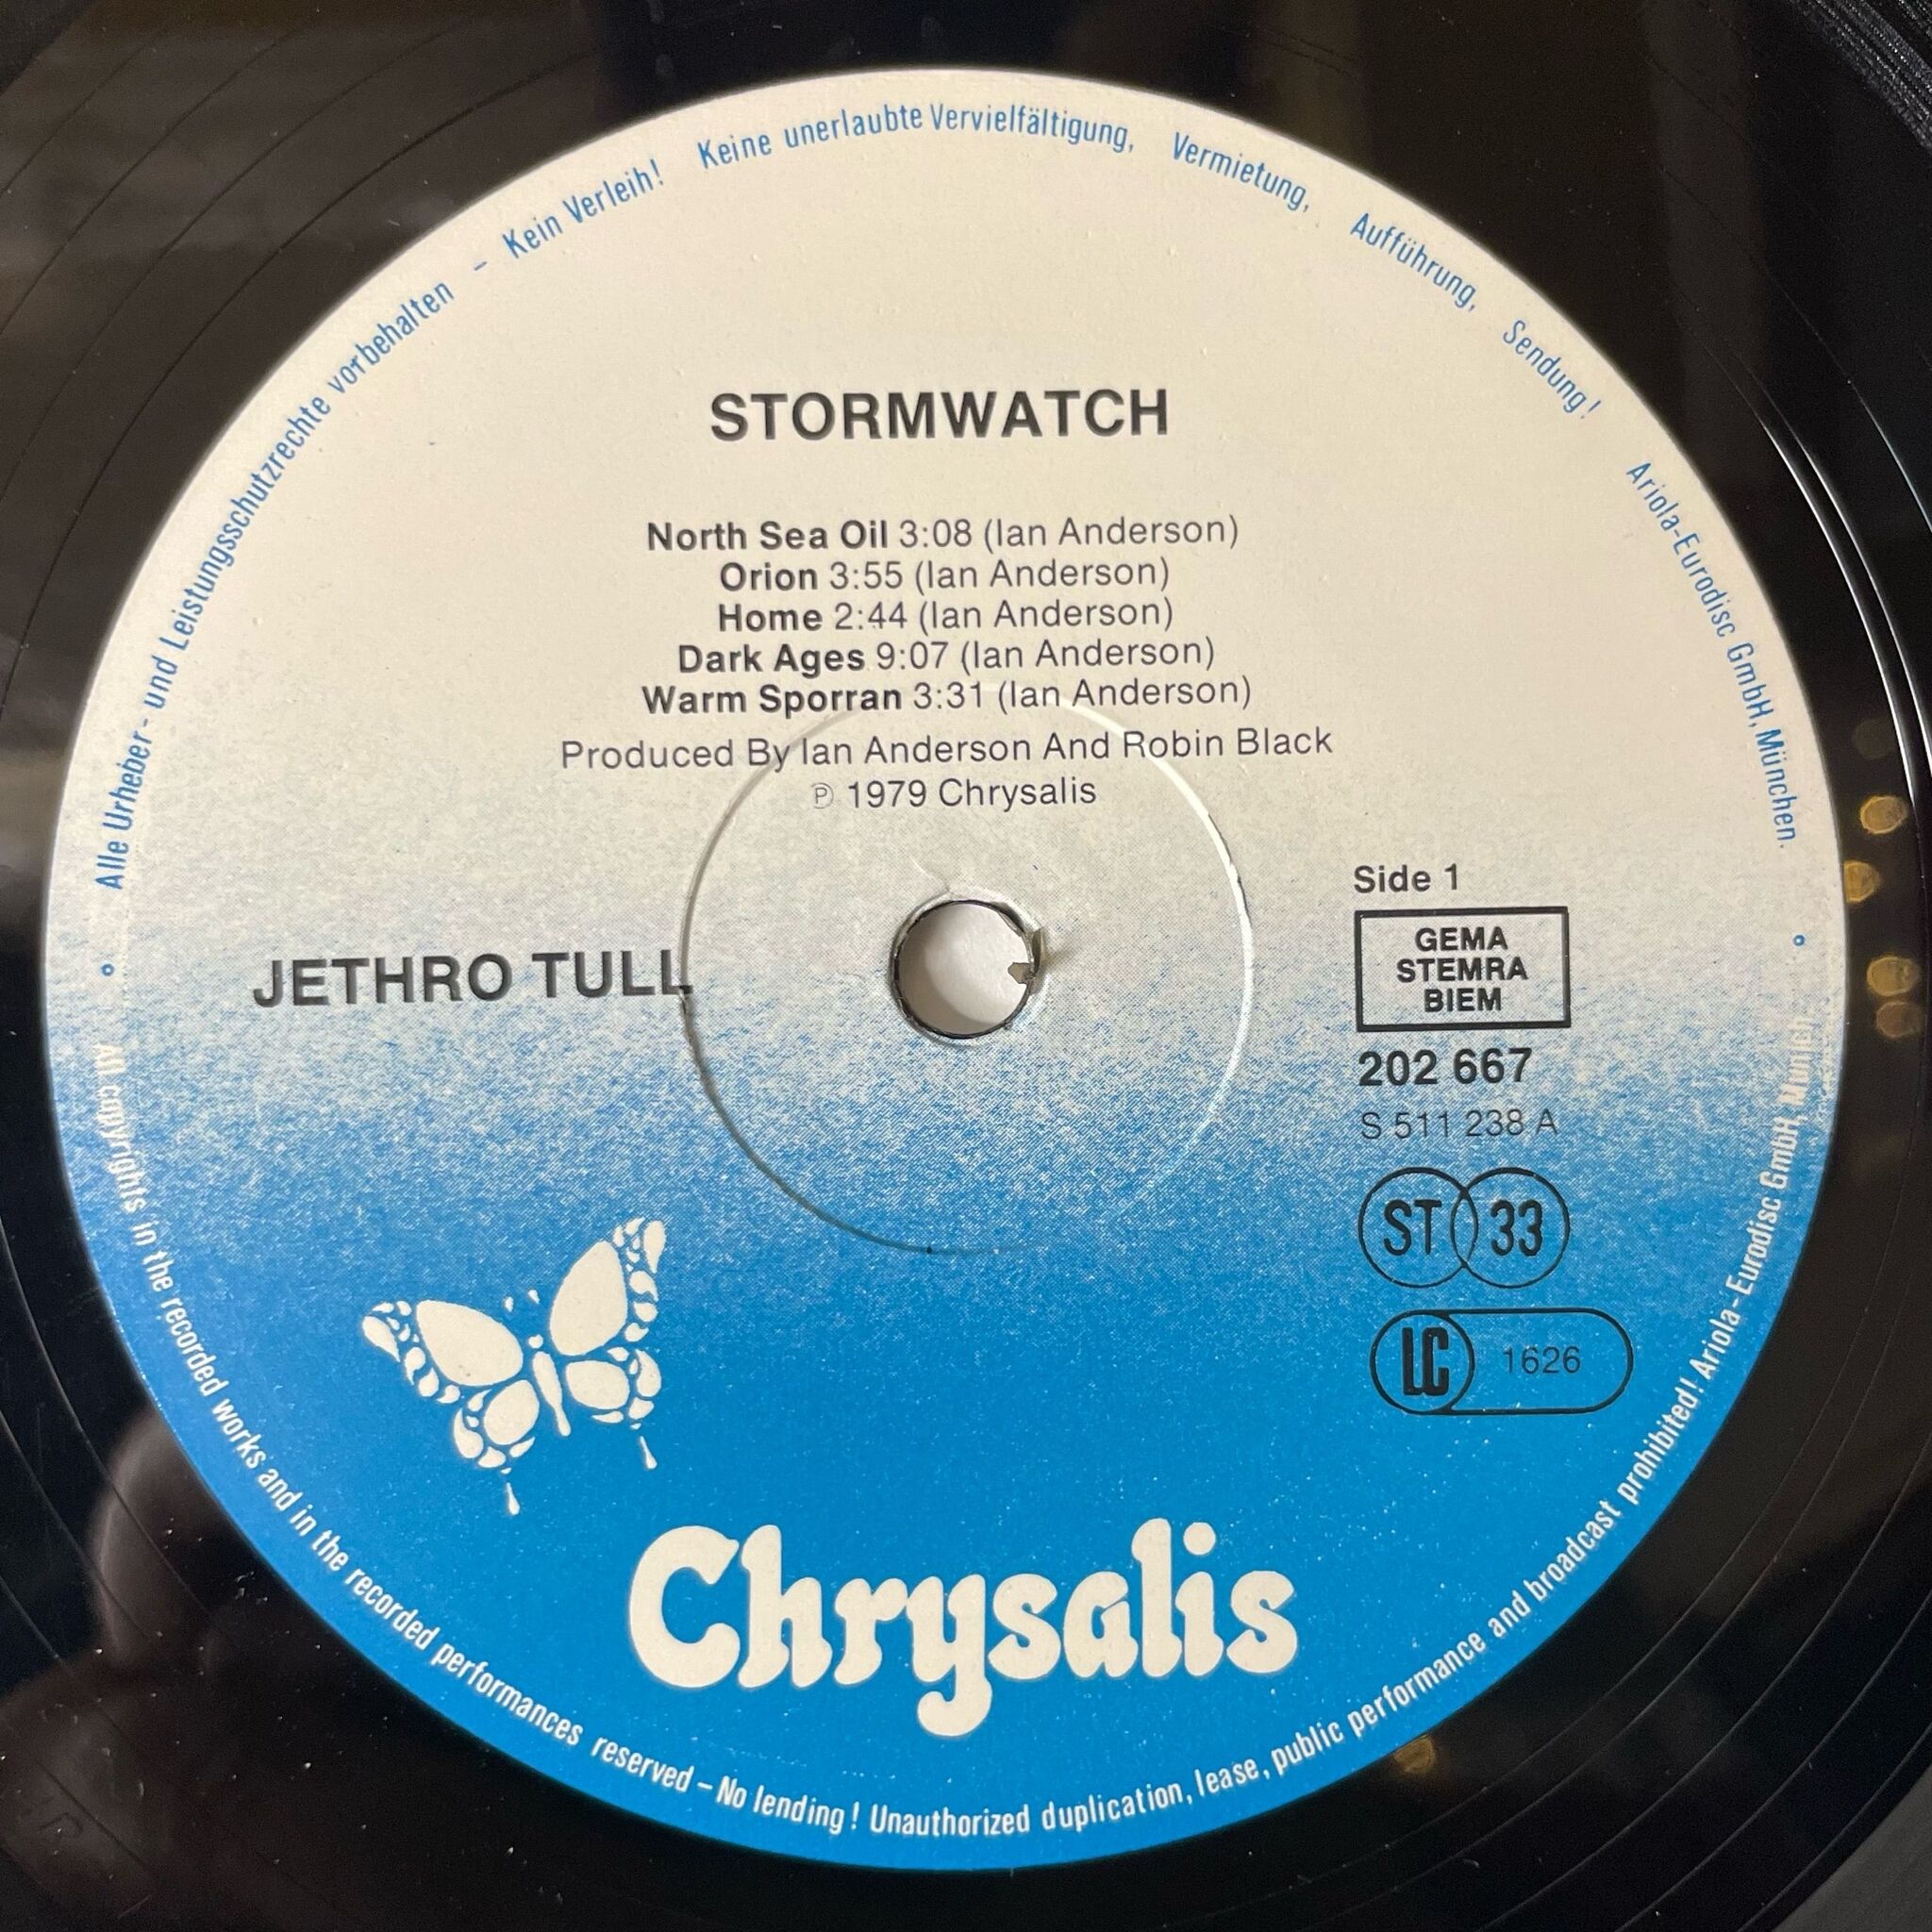 Alle Urheber- und Leistungsschutzrechte vorbehalten – Kein Verleih! Keine unerlaubte Vervielfältigung, Vermietung, Aufführung, Sendung! Ariola-Eurodisc GmbH, München.
STORMWATCH
North Sea Oil 3:08 (Ian Anderson)
Orion 3:55 (Ian Anderson)
Home 2:44 (Ian Anderson)
Dark Ages 9:07 (Ian Anderson)
Warm Sporran 3:31 (Ian Anderson)
Produced By Ian Anderson And Robin Black
℗ 1979 Chrysalis
JETHRO TULL
Side 1
GEMA
STEMRA
BIEM
202 667
S 511 238 A
ST 33
LC 1626
Chrysalis
All copyrights in the recorded works and in the recorded performances reserved – No lending! Unauthorized duplication, lease, public performance and broadcast prohibited! Ariola-Eurodisc GmbH, Munich.